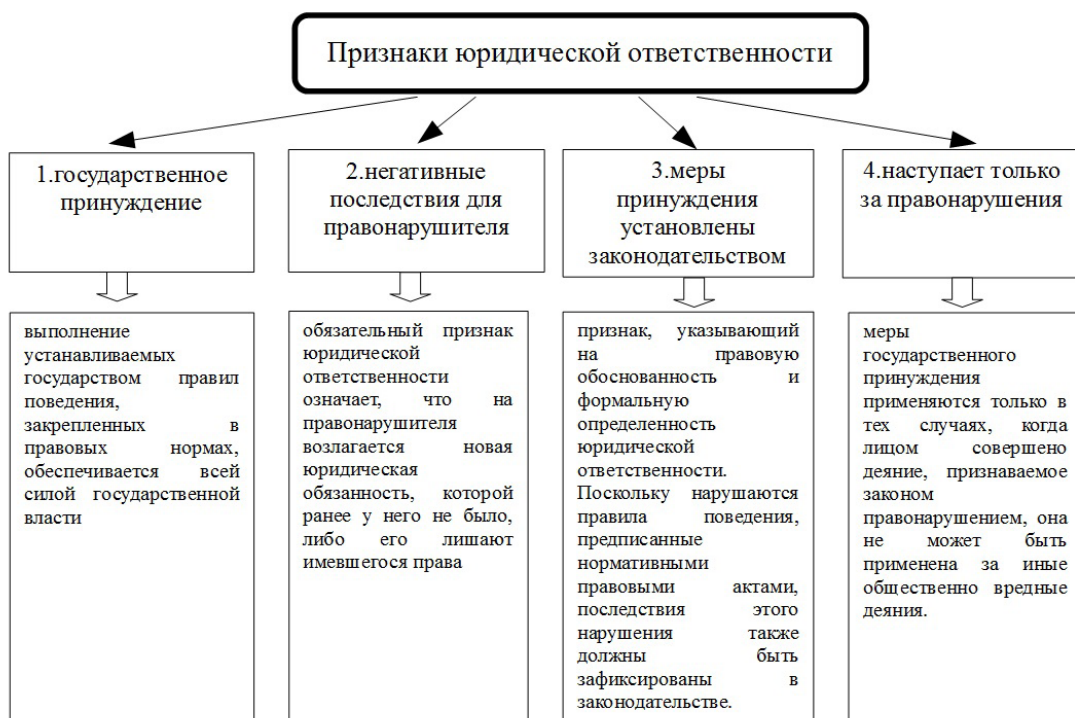 Признаки юридической ответственности
1.государственное
принуждение
2.негативные
последствия для
правонарушителя
3.меры
принуждения
установлены
законодательством
4.наступает только
за правонарушения
выполнение
устанавливаемых
государством правил
поведения,
закрепленных в
правовых нормах,
обеспечивается всей
силой государственной
власти
обязательный признак
юридической
ответственности
означает, что на
правонарушителя
возлагается новая
юридическая
обязанность, которой
ранее у него не было,
либо его лишают
имевшегося права
признак, указывающий
на правовую
обоснованность и
формальную
определенность
юридической
ответственности.
Поскольку нарушаются
правила поведения,
предписанные
нормативными
правовыми актами,
последствия этого
нарушения также
должны быть
зафиксированы в
законодательстве.
меры
государственного
принуждения
применяются только в
тех случаях, когда
лицом совершено
деяние, признаваемое
законом
правонарушением, она
не может быть
применена за иные
общественно вредные
деяния.